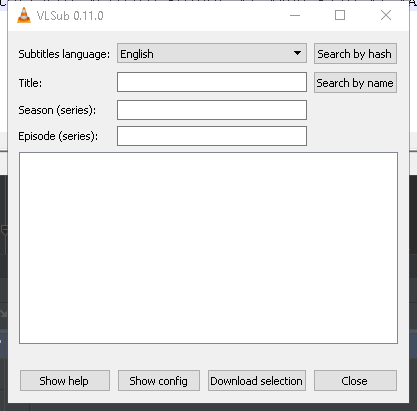 VLSub 0.11.0
Subtitles language: English Search by hash
Title: Search by name
Season (series):
Episode (series):
Show help Show config Download selection Close